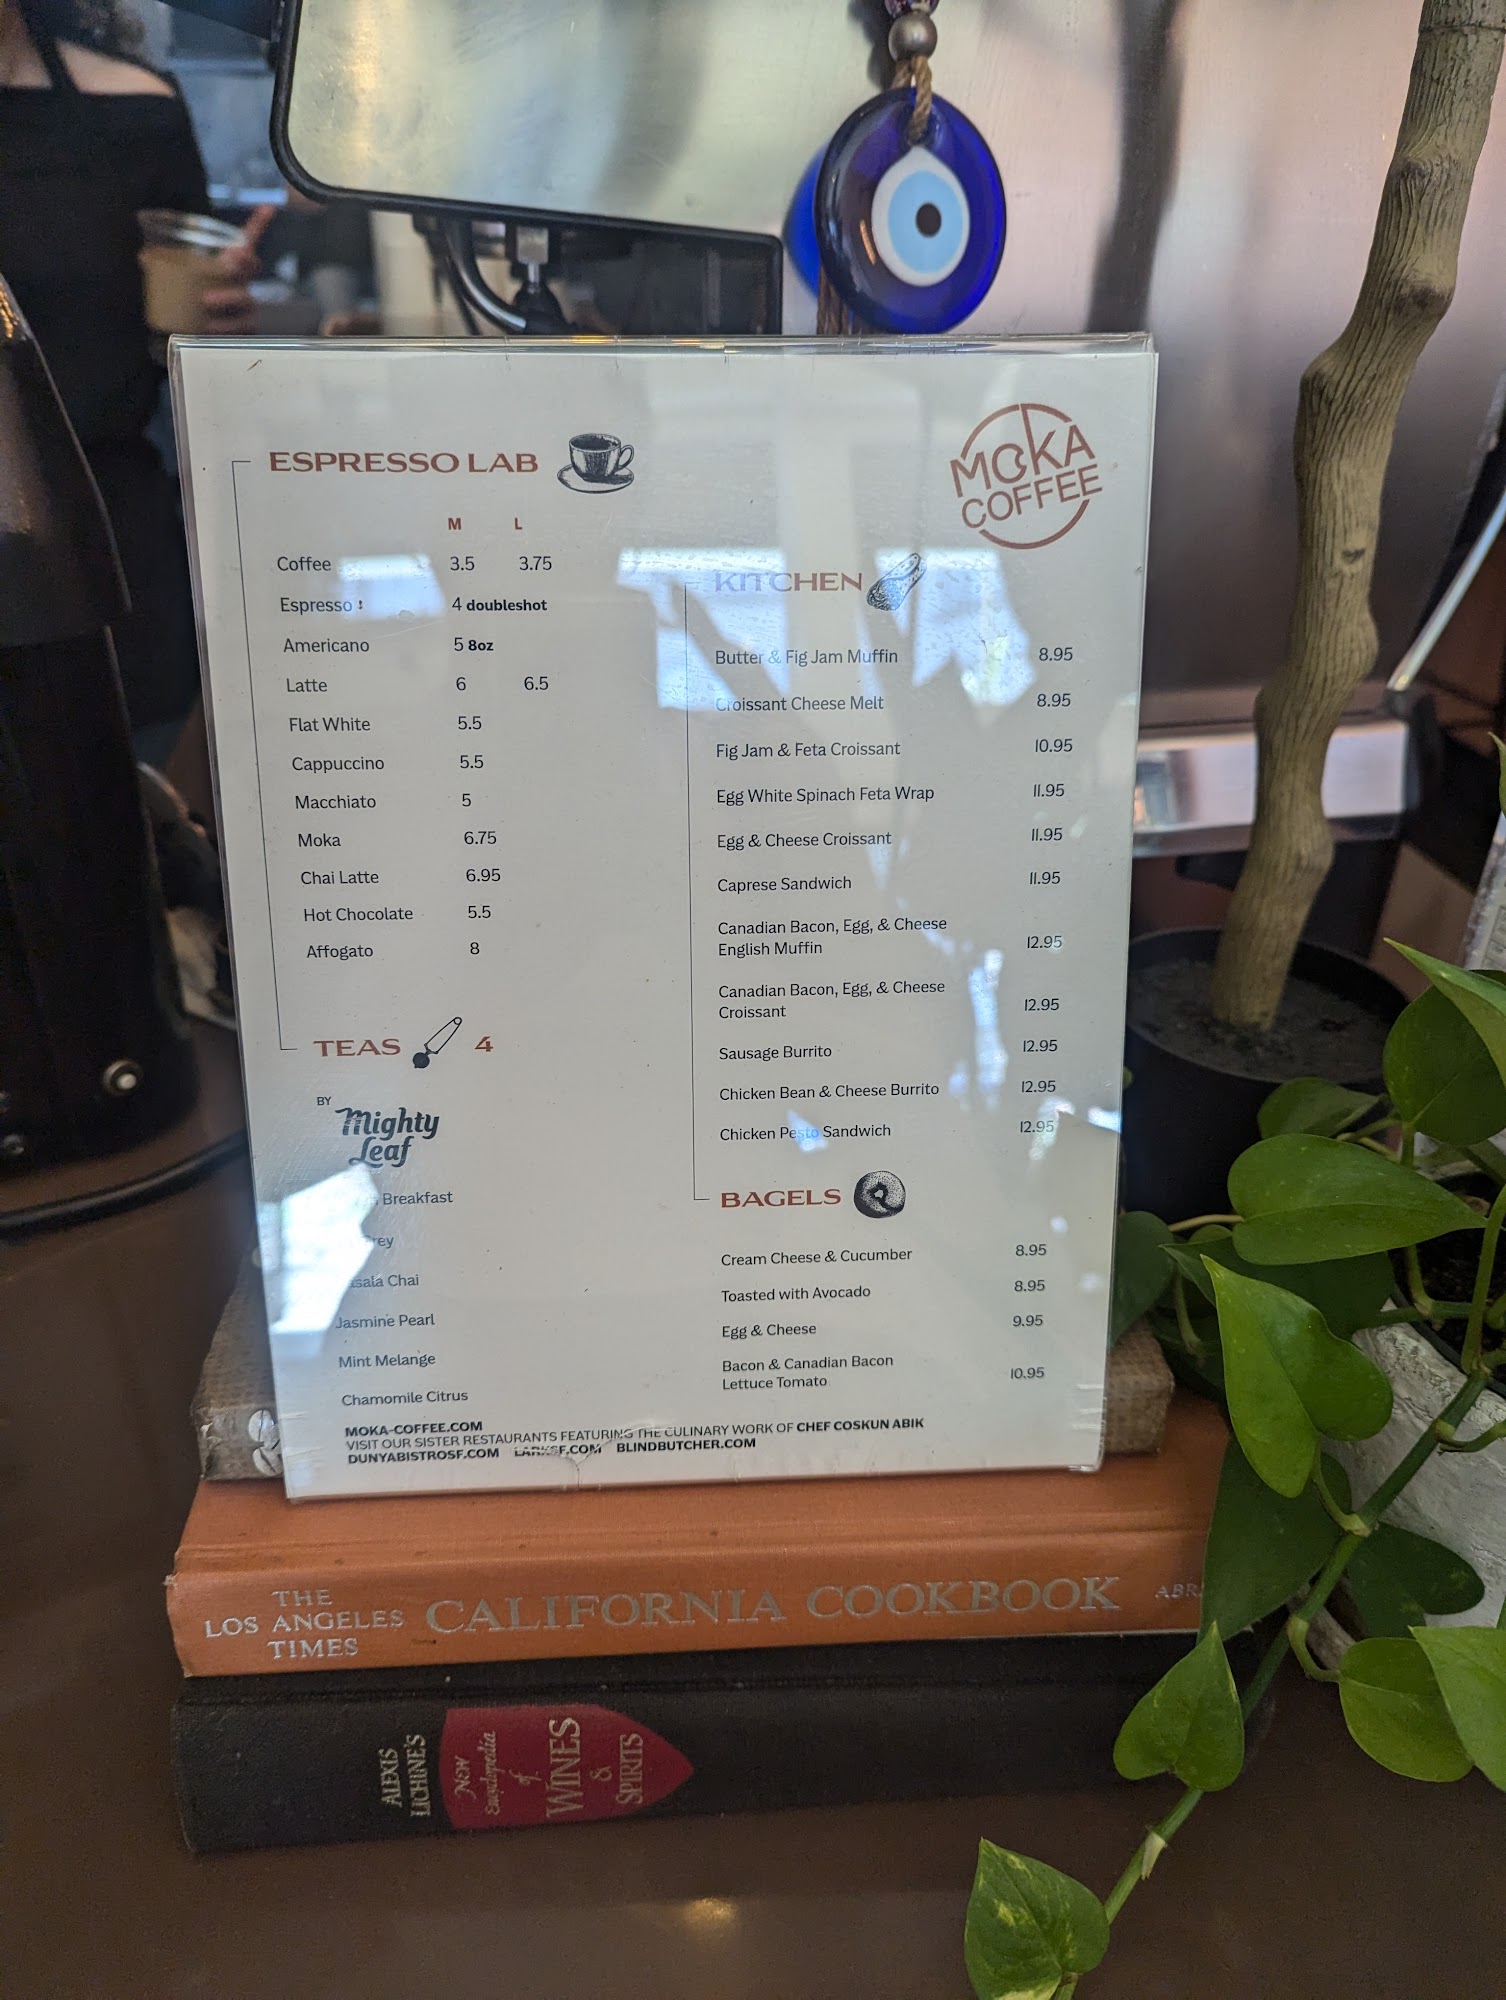 ESPRESSO LAB
M L
Coffee 3.5 3.75
Espresso 4 doubleshot
Americano 5 8oz
Latte 6 6.5
Flat White 5.5
Cappuccino 5.5
Macchiato 5
Moka 6.75
Chai Latte 6.95
Hot Chocolate 5.5
Affogato 8
TEAS 4
BY
Mighty
Leaf
Breakfast
Chai
Jasmine Pearl
Mint Melange
Chamomile Citrus
MOKA
COFFEE
KITCHEN
Butter & Fig Jam Muffin 8.95
Croissant Cheese Melt 8.95
Fig Jam & Feta Croissant 10.95
Egg White Spinach Feta Wrap 11.95
Egg & Cheese Croissant 11.95
Caprese Sandwich 11.95
Canadian Bacon, Egg, & Cheese
English Muffin 12.95
Canadian Bacon, Egg, & Cheese
Croissant 12.95
Sausage Burrito 12.95
Chicken Bean & Cheese Burrito 12.95
Chicken Pesto Sandwich 12.95
BAGELS
Cream Cheese & Cucumber 8.95
Toasted with Avocado 8.95
Egg & Cheese 9.95
Bacon & Canadian Bacon
Lettuce Tomato 10.95
MOKA-COFFEE.COM
VISIT OUR SISTER RESTAURANTS FEATURING THE CULINARY WORK OF CHEF COSKUN ABIK
DUNYABISTROSF.COM LARKSF.COM BLINDBUTCHER.COM
THE
LOS ANGELES
TIMES
CALIFORNIA COOKBOOK
ALEXIS
LICHINE'S
NEW
Encyclopedia
of
WINES
&
SPIRITS